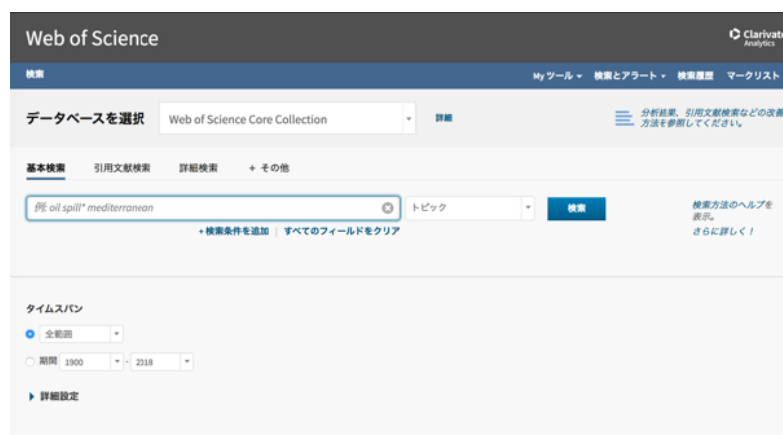 Web of Science
Clarivate
Analytics
検索
My ツール 検索とアラート 検索履歴 マークリスト
データベースを選択 Web of Science Core Collection 詳細
分析結果、引用文献検索などの改善
方法を参照してください。
基本検索 引用文献検索 詳細検索 + その他
例: oil spill* mediterranean トピック 検索
検索方法のヘルプを
表示。
さらに詳しく!
+検索条件を追加 | すべてのフィールドをクリア
タイムスパン
全範囲
期間 1900 - 2018
詳細設定